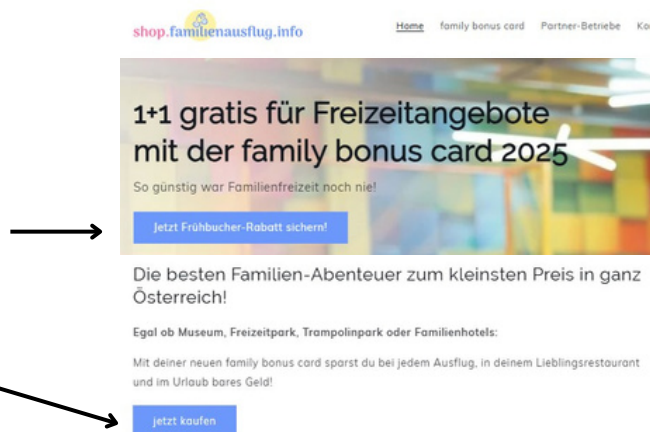 shop.familienausflug.info
Home family bonus card Partner-Betriebe
1+1 gratis für Freizeitangebote
mit der family bonus card 2025
So günstig war Familienfreizeit noch nie!
Jetzt Frühbucher-Rabatt sichern!
Die besten Familien-Abenteuer zum kleinsten Preis in ganz
Österreich!
Egal ob Museum, Freizeitpark, Trampolinpark oder Familienhotels:
Mit deiner neuen family bonus card sparst du bei jedem Ausflug, in deinem Lieblingsrestaurant
und im Urlaub bares Geld!
jetzt kaufen